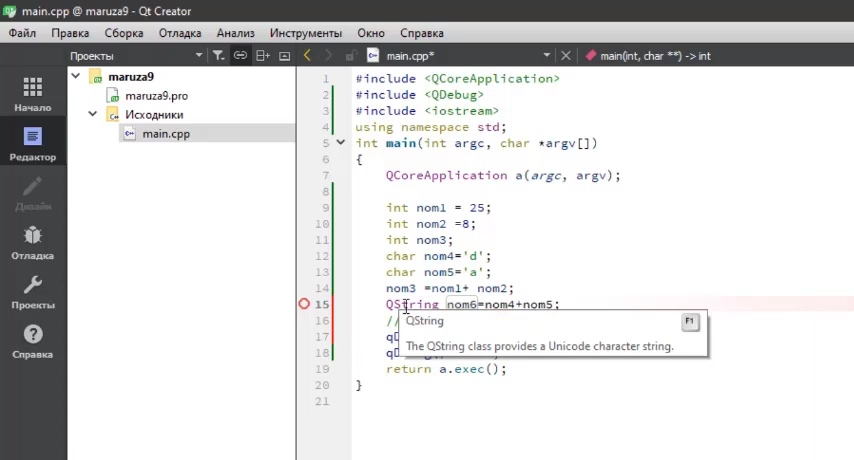 main.cpp @ maruza9 - Qt Creator
Файл Правка Сборка Отладка Анализ Инструменты Окно Справка
Проекты main.cpp* main(int, char **) -> int
Начало
Редактор
Дизайн
Отладка
Проекты
Справка
maruza9
maruza9.pro
Исходники
main.cpp
1 #include <QCoreApplication>
2 #include <QDebug>
3 #include <iostream>
4 using namespace std;
5 int main(int argc, char *argv[])
6 {
7 QCoreApplication a(argc, argv);
8
9 int nom1 = 25;
10 int nom2 =8;
11 int nom3;
12 char nom4='d';
13 char nom5='a';
14 nom3 =nom1+ nom2;
15 QString nom6=nom4+nom5;
16 //
17
18
19 return a.exec();
20 }
21
QString F1
The QString class provides a Unicode character string.